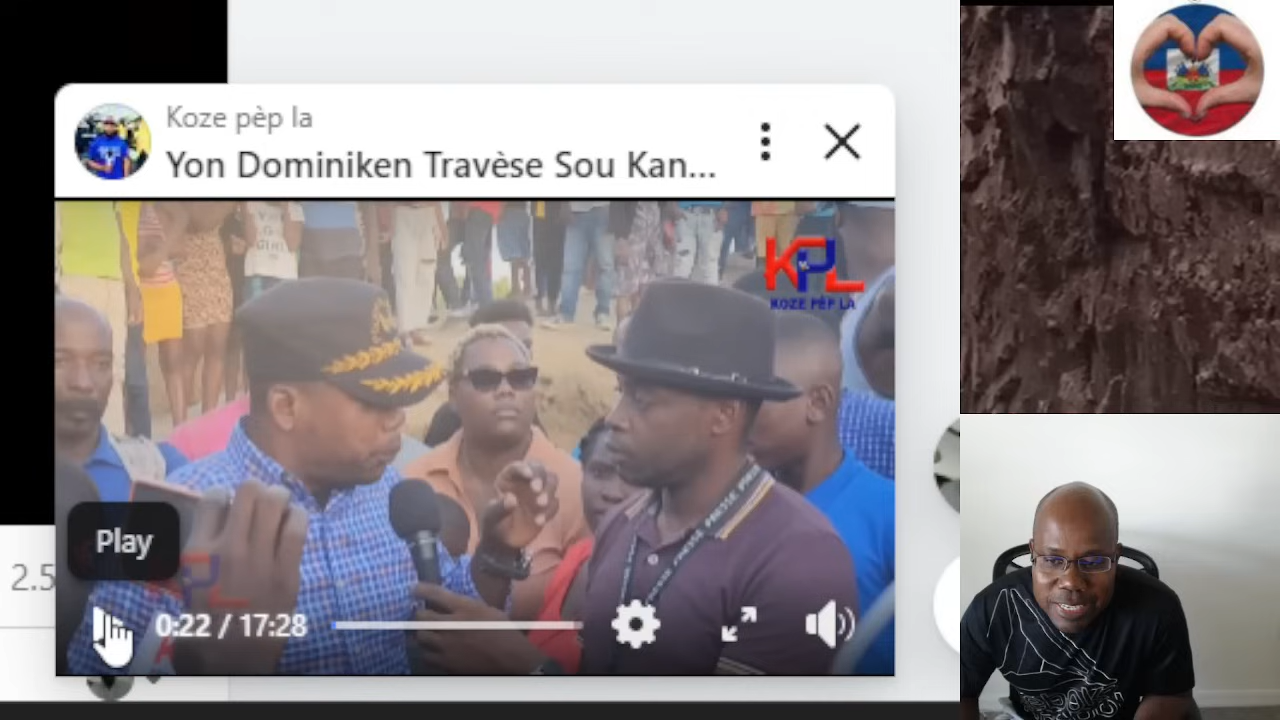 Koze pèp la
Yon Dominiken Travèse Sou Kan...
KPL
KOZE PÈP LA
PRESSE
Play
2.5
0:22 / 17:28